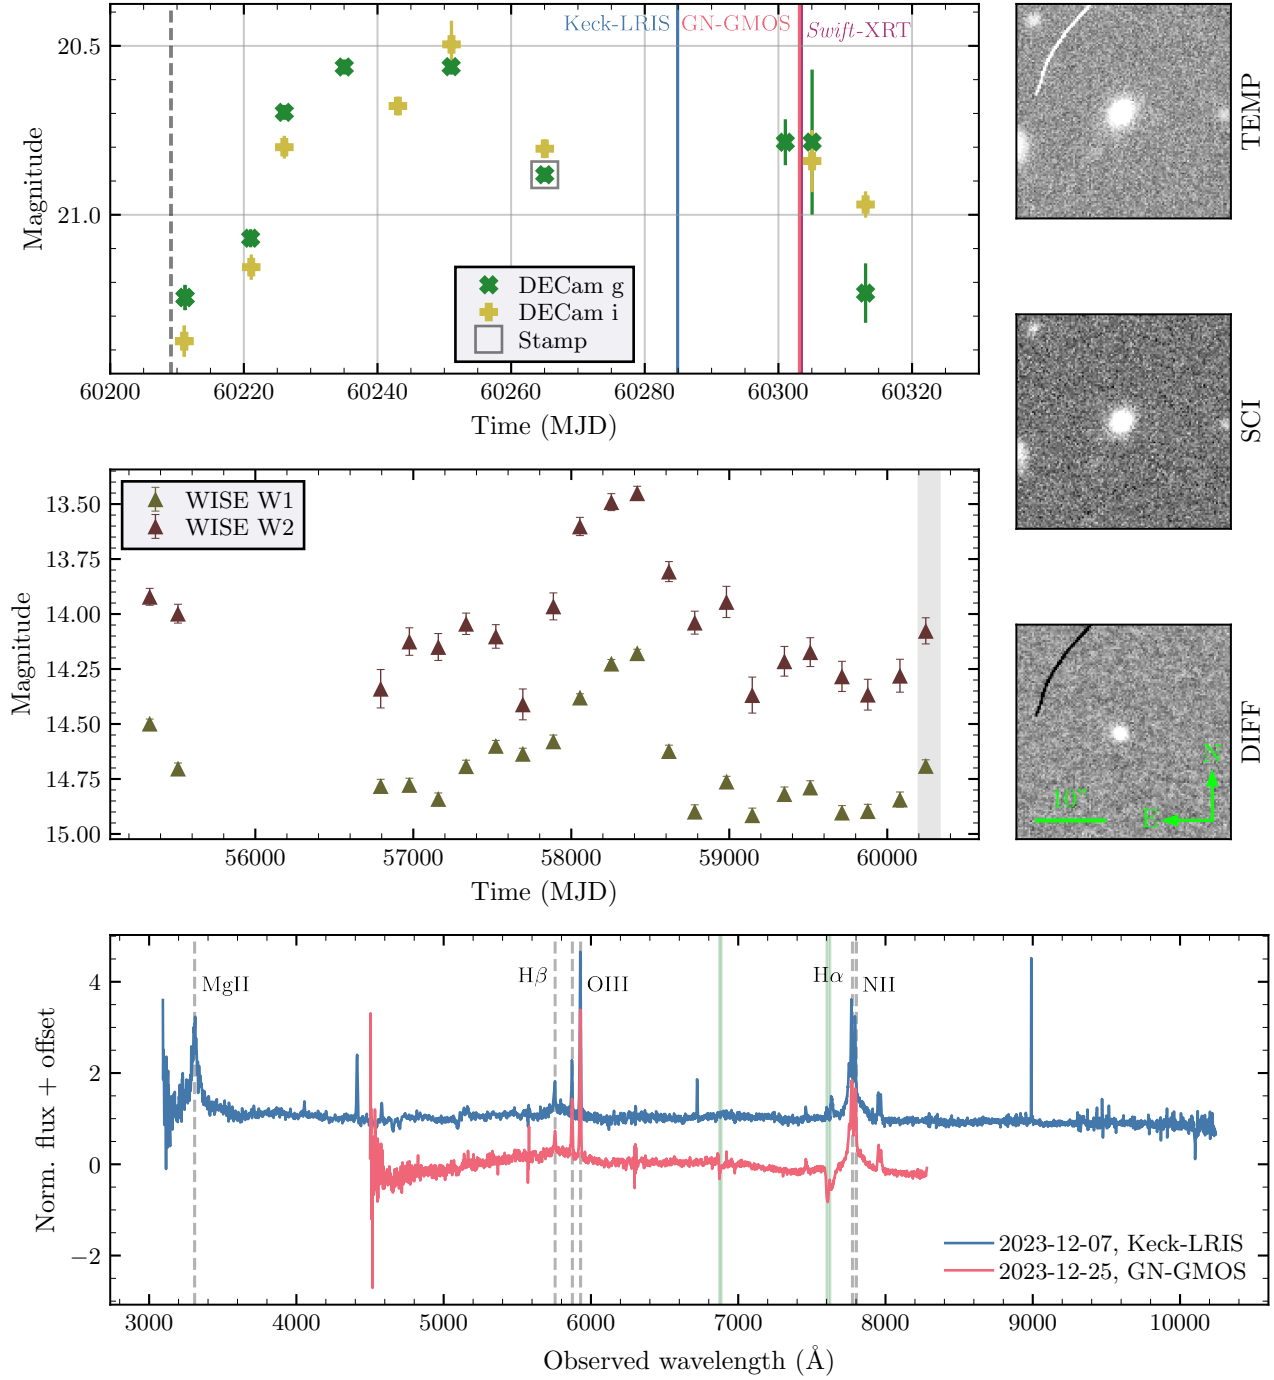 Keck-LRIS GN-GMOS
Swift-XRT
20.5
21.0
Magnitude
DECam g
DECam i
Stamp
60200 60220 60240 60260 60280 60300 60320
Time (MJD)
TEMP
SCI
DIFF
N
E
10"
WISE W1
WISE W2
13.50
13.75
14.00
14.25
14.50
14.75
15.00
Magnitude
56000 57000 58000 59000 60000
Time (MJD)
MgII
Hβ
OIII
Hα
NII
4
2
0
−2
Norm. flux + offset
2023-12-07, Keck-LRIS
2023-12-25, GN-GMOS
3000 4000 5000 6000 7000 8000 9000 10000
Observed wavelength (Å)